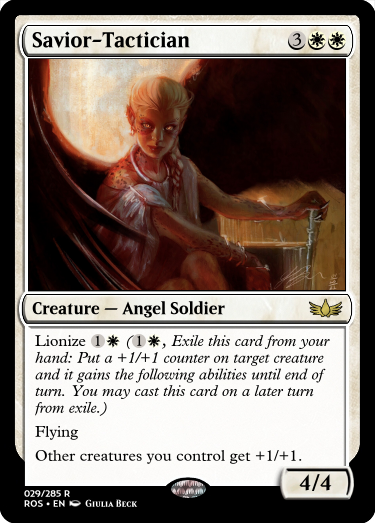 Savior-Tactician 3
Creature — Angel Soldier
Lionize 1 (1, Exile this card from your
hand: Put a +1/+1 counter on target creature
and it gains the following abilities until end of
turn. You may cast this card on a later turn
from exile.)
Flying
Other creatures you control get +1/+1.
4/4
029/285 R
ROS • EN Giulia Beck